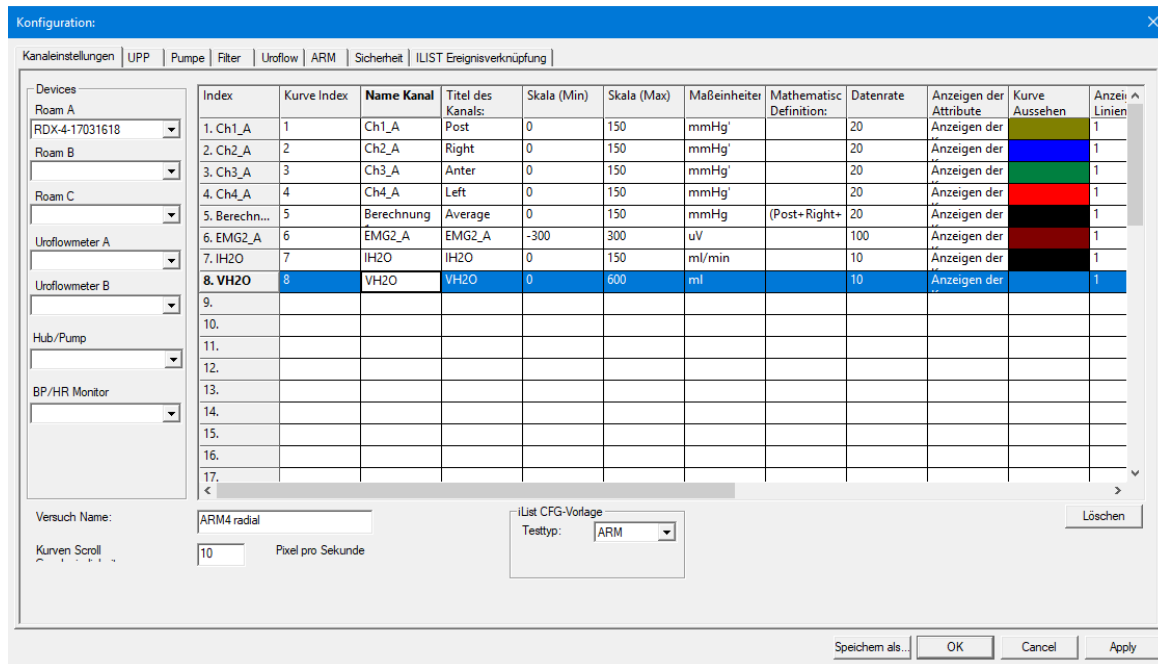 Konfiguration:
Kanaleinstellungen UPP Pumpe Filter Uroflow ARM Sicherheit ILIST Ereignisverknüpfung
Devices
Roam A
RDX-4-17031618
Roam B
Roam C
Uroflowmeter A
Uroflowmeter B
Hub/Pump
BP/HR Monitor
Index Kurve Index Name Kanal Titel des Kanals: Skala (Min) Skala (Max) Maßeinheiter Mathematisc Definition: Datenrate Anzeigen der Attribute Kurve Aussehen Anzei Linien
1. Ch1_A 1 Ch1_A Post 0 150 mmHg' 20 Anzeigen der 1
2. Ch2_A 2 Ch2_A Right 0 150 mmHg' 20 Anzeigen der 1
3. Ch3_A 3 Ch3_A Anter 0 150 mmHg' 20 Anzeigen der 1
4. Ch4_A 4 Ch4_A Left 0 150 mmHg' 20 Anzeigen der 1
5. Berechn... 5 Berechnung Average 0 150 mmHg (Post+Right+ 20 Anzeigen der 1
6. EMG2_A 6 EMG2_A EMG2_A -300 300 uV 100 Anzeigen der 1
7. IH2O 7 IH2O IH2O 0 150 ml/min 10 Anzeigen der 1
8. VH2O 8 VH2O VH2O 0 600 ml 10 Anzeigen der 1
9.
10.
11.
12.
13.
14.
15.
16.
17.
Versuch Name: ARM4 radial
Kurven Scroll
10 Pixel pro Sekunde
iList CFG-Vorlage
Testtyp: ARM
Löschen
Speichern als... OK Cancel Apply